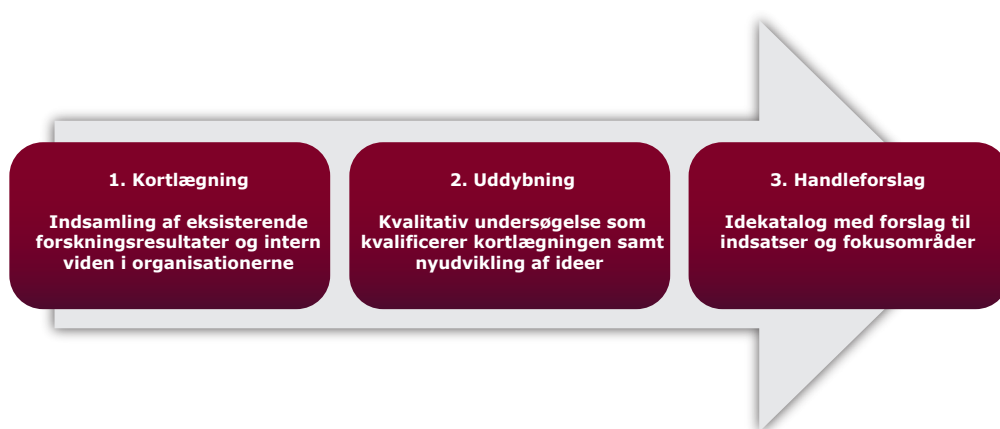 1. Kortlægning
Indsamling af eksisterende
forskningsresultater og intern
viden i organisationerne
2. Uddybning
Kvalitativ undersøgelse som
kvalificerer kortlægningen samt
nyudvikling af ideer
3. Handleforslag
Idekatalog med forslag til
indsatser og fokusområder